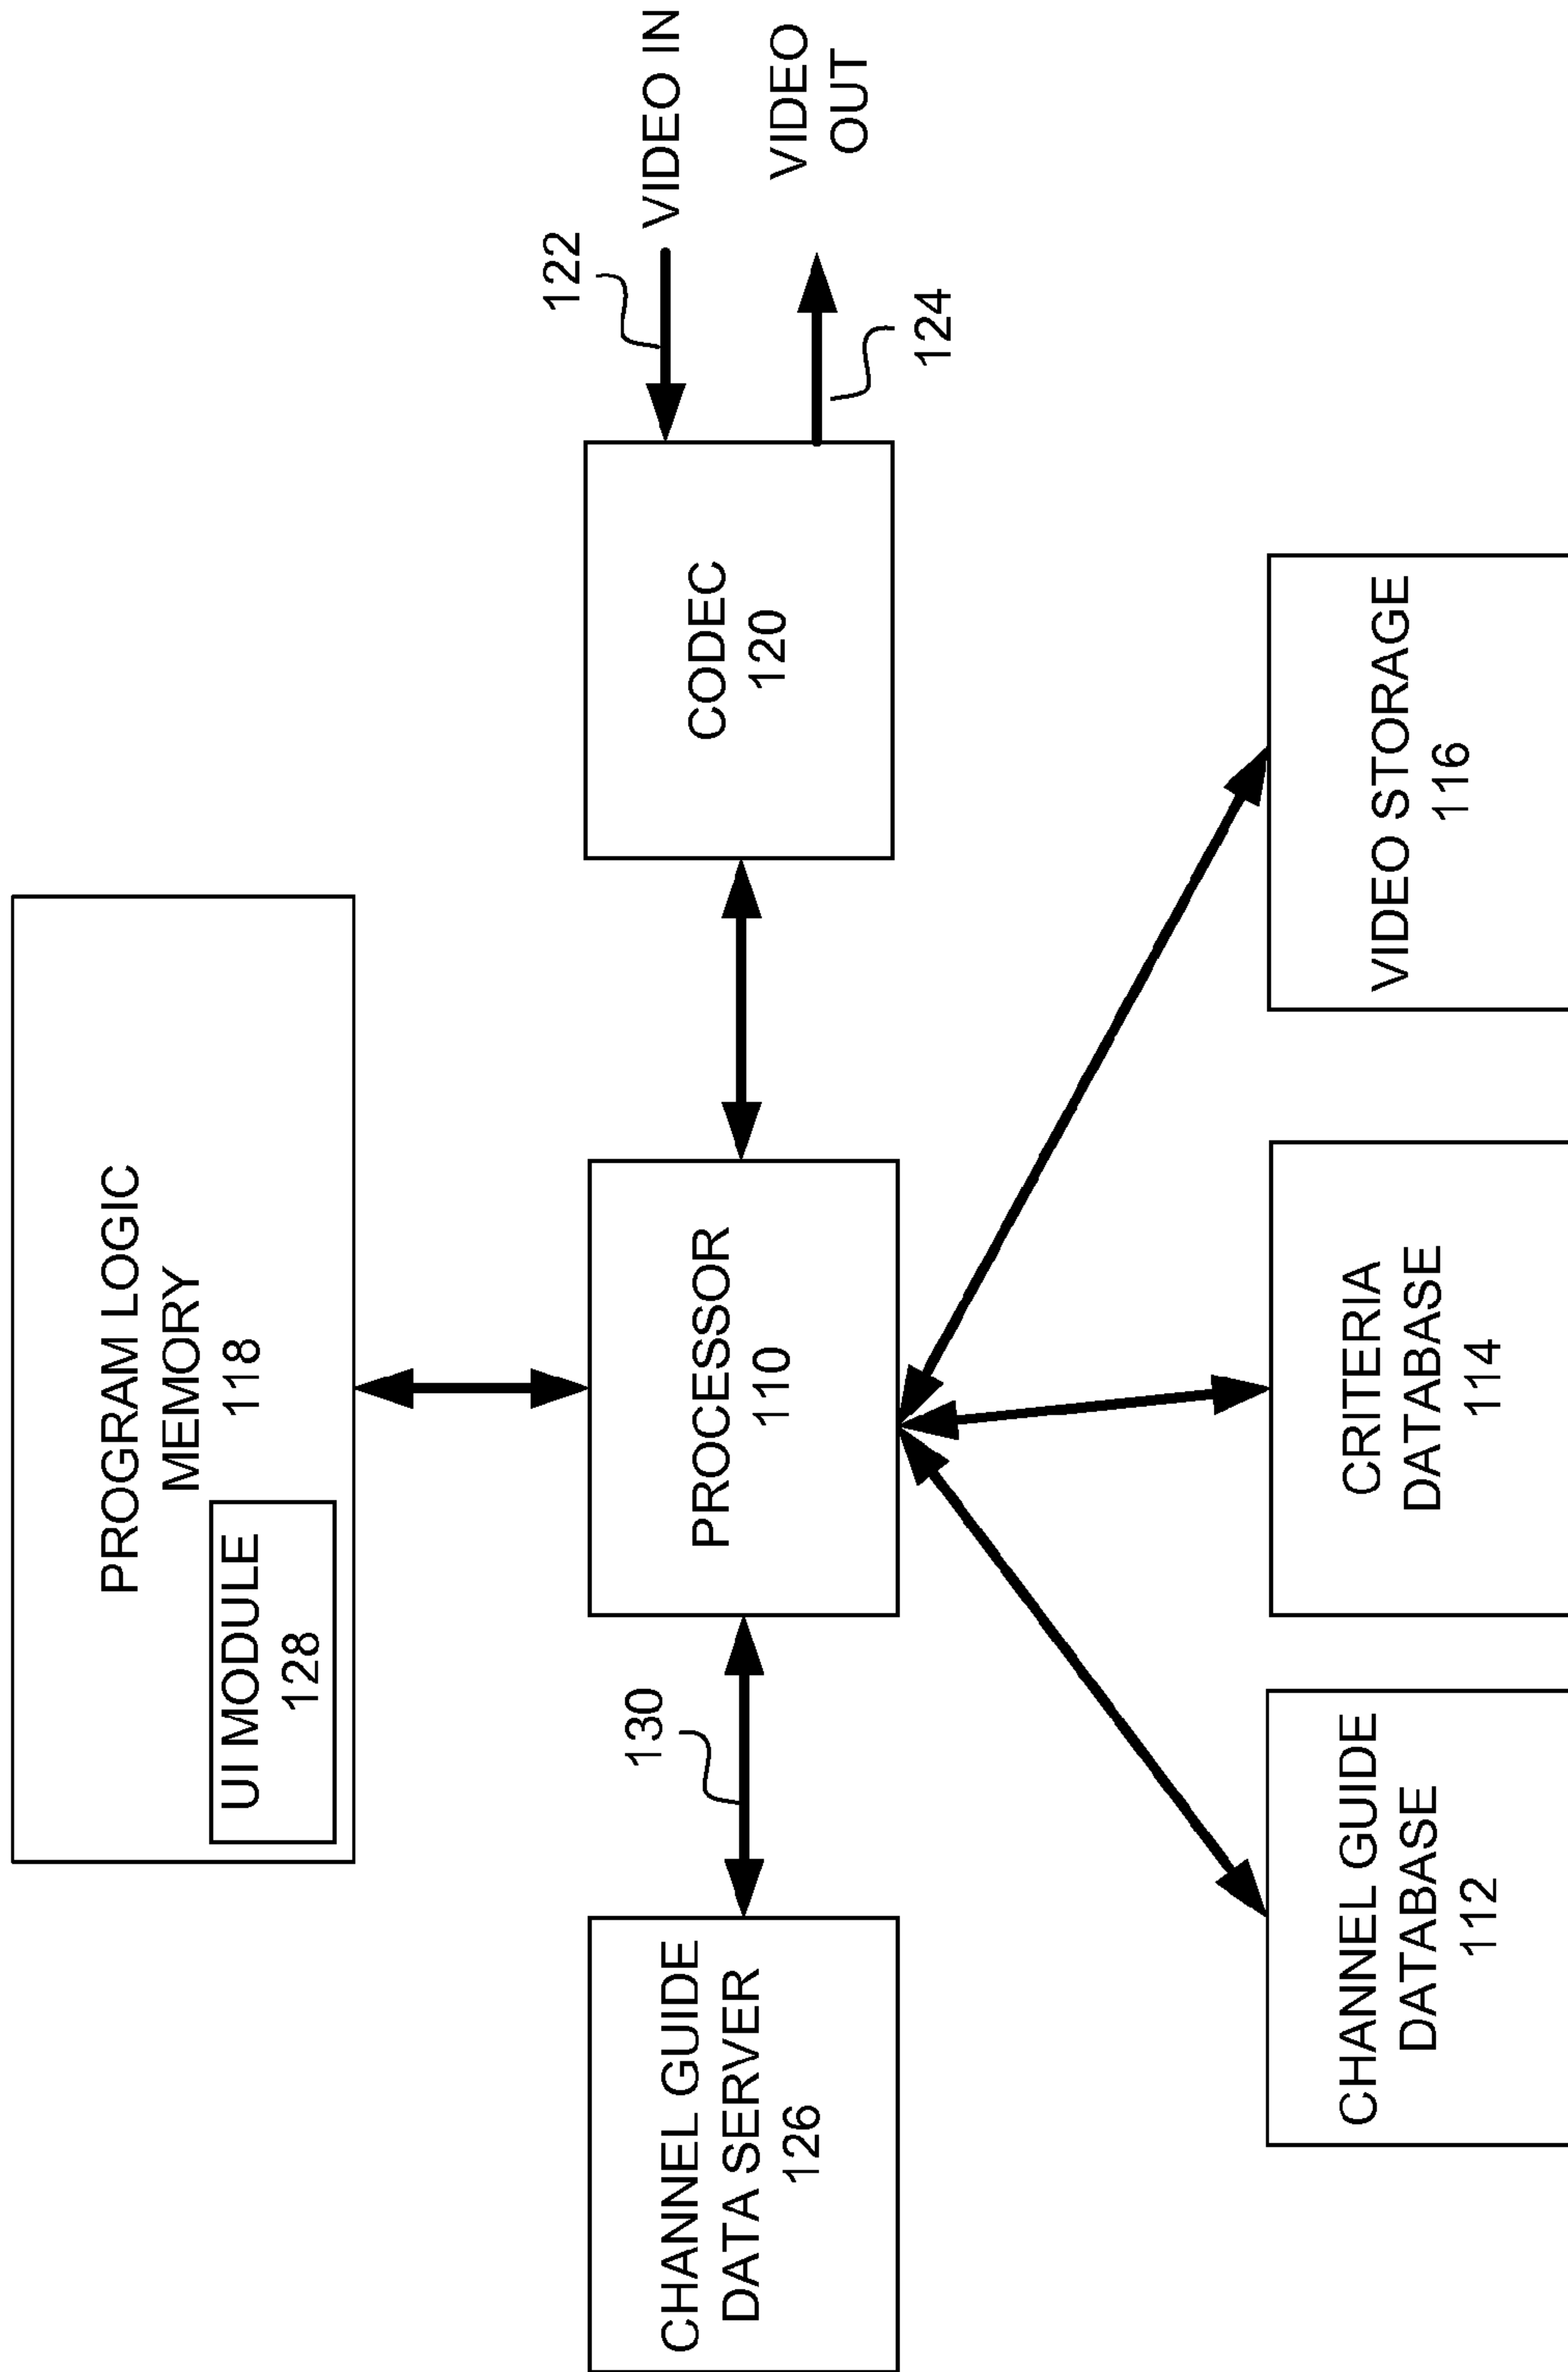 PROGRAM LOGIC
MEMORY
118
UI MODULE
128
CHANNEL GUIDE
DATA SERVER
126
130
PROCESSOR
110
CODEC
120
122
VIDEO IN
VIDEO
OUT
124
CHANNEL GUIDE
DATABASE
112
CRITERIA
DATABASE
114
VIDEO STORAGE
116